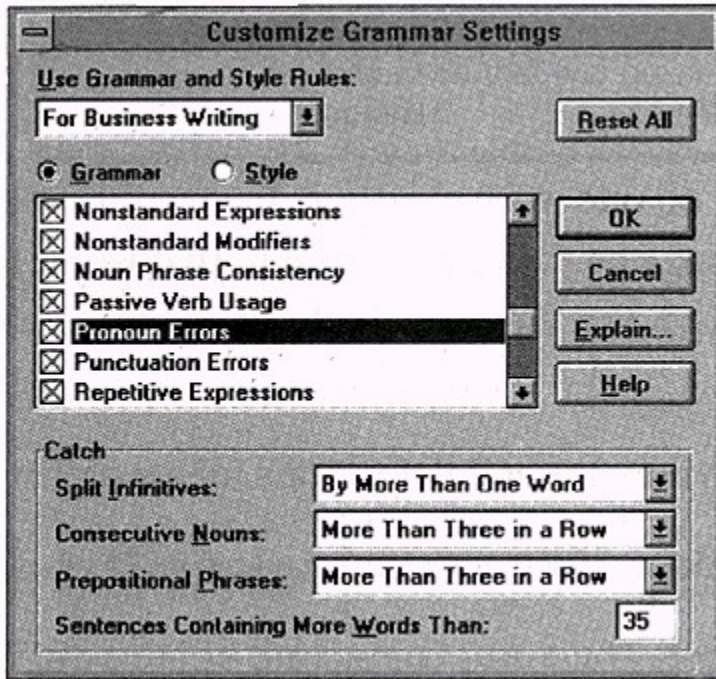 Customize Grammar Settings
Use Grammar and Style Rules:
For Business Writing
Reset All
Grammar Style
Nonstandard Expressions
Nonstandard Modifiers
Noun Phrase Consistency
Passive Verb Usage
Pronoun Errors
Punctuation Errors
Repetitive Expressions
OK
Cancel
Explain...
Help
Catch
Split Infinitives: By More Than One Word
Consecutive Nouns: More Than Three in a Row
Prepositional Phrases: More Than Three in a Row
Sentences Containing More Words Than: 35